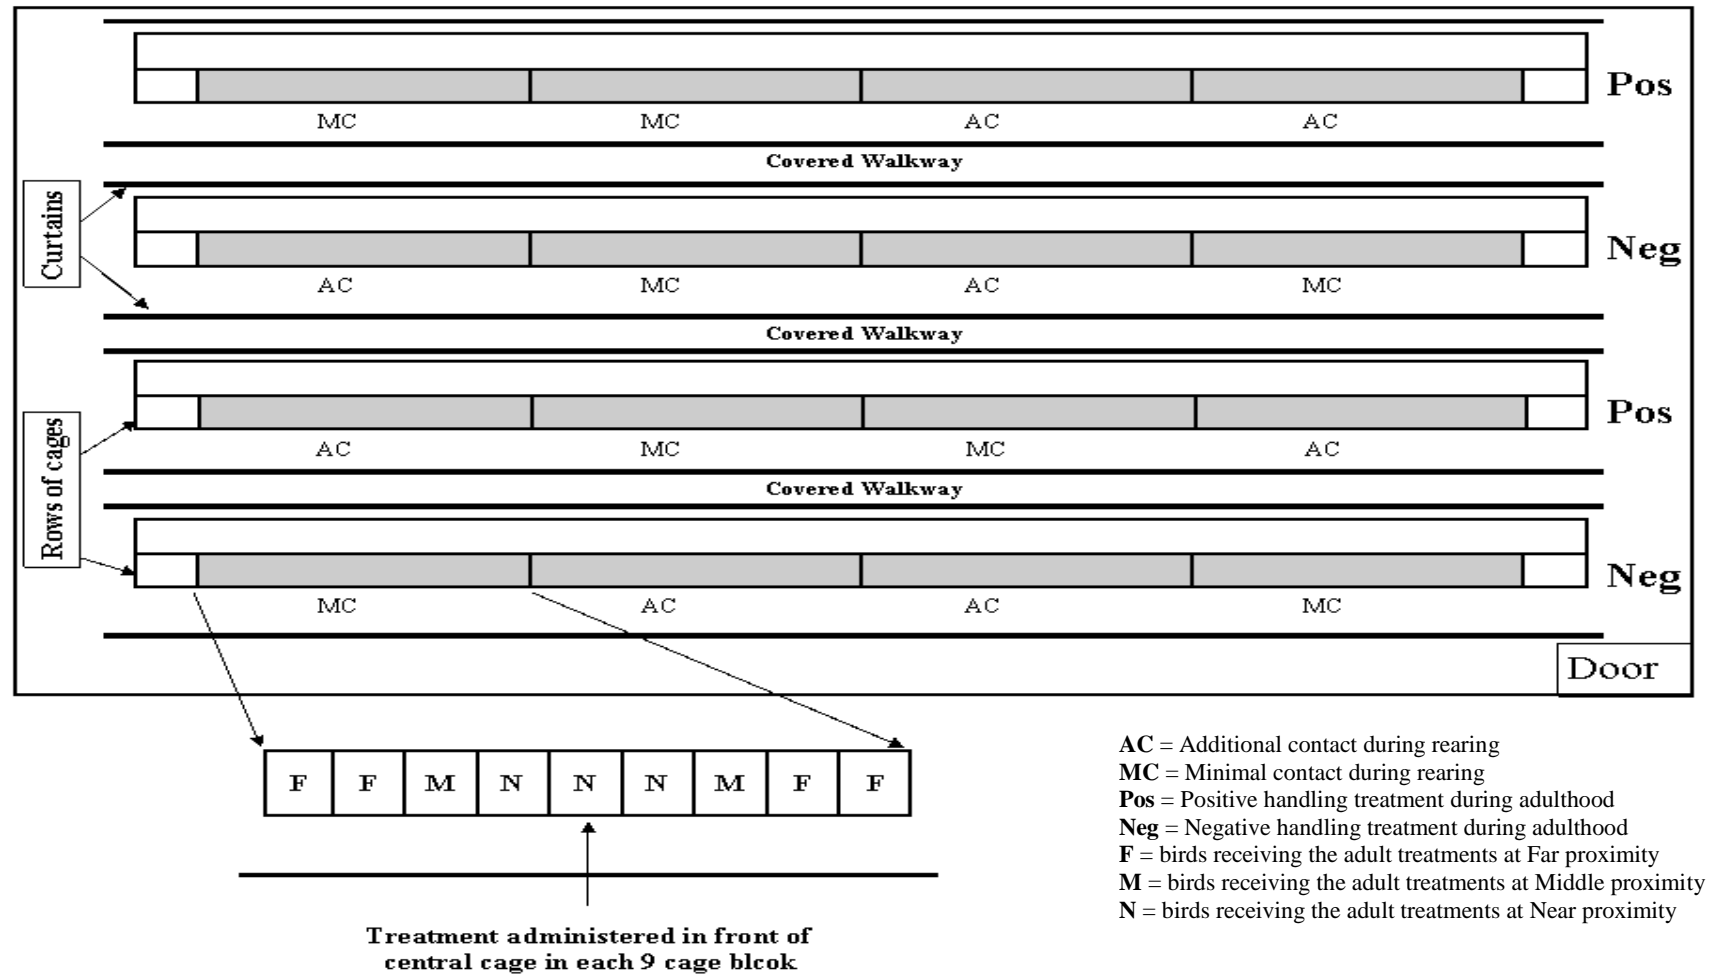 Pos
MC MC AC AC
Covered Walkway
Curtains
Neg
AC MC AC MC
Covered Walkway
Rows of cages
Pos
AC MC MC AC
Covered Walkway
Neg
MC AC AC MC
Door
F F M N N N M F F
Treatment administered in front of
central cage in each 9 cage blcok
AC = Additional contact during rearing
MC = Minimal contact during rearing
Pos = Positive handling treatment during adulthood
Neg = Negative handling treatment during adulthood
F = birds receiving the adult treatments at Far proximity
M = birds receiving the adult treatments at Middle proximity
N = birds receiving the adult treatments at Near proximity